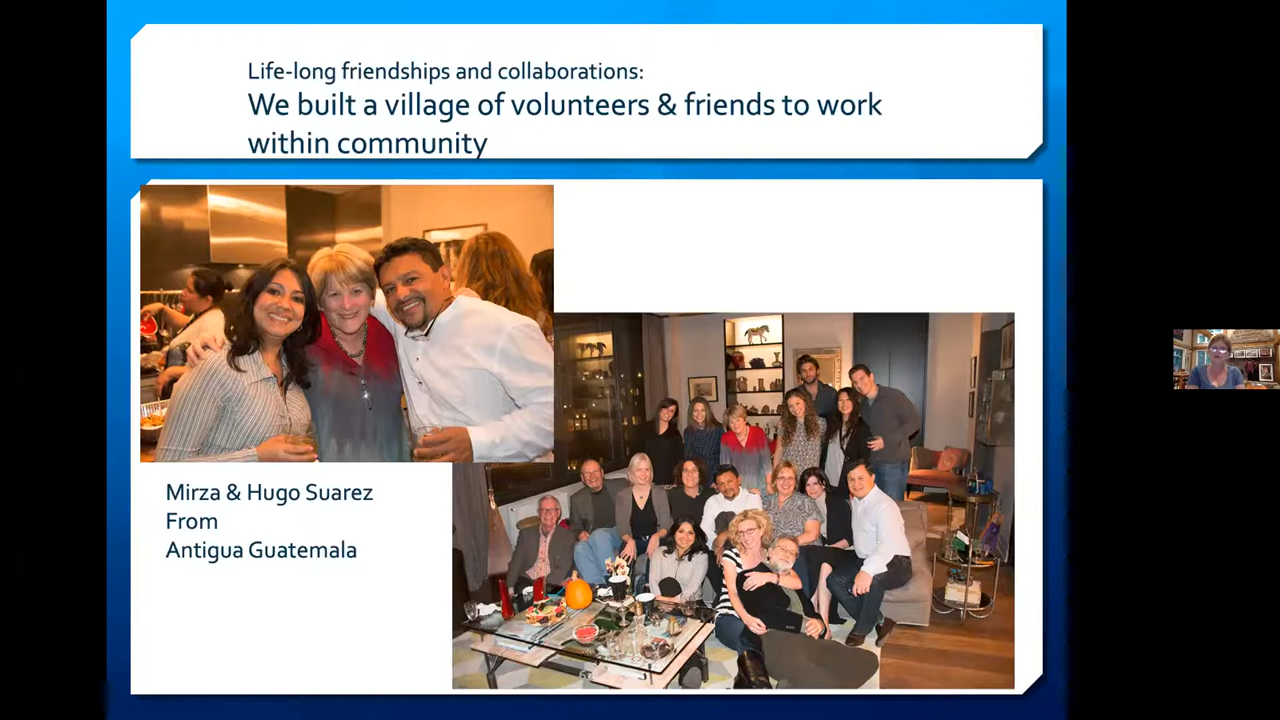 Life-long friendships and collaborations:
We built a village of volunteers & friends to work
within community
Mirza & Hugo Suarez
From
Antigua Guatemala